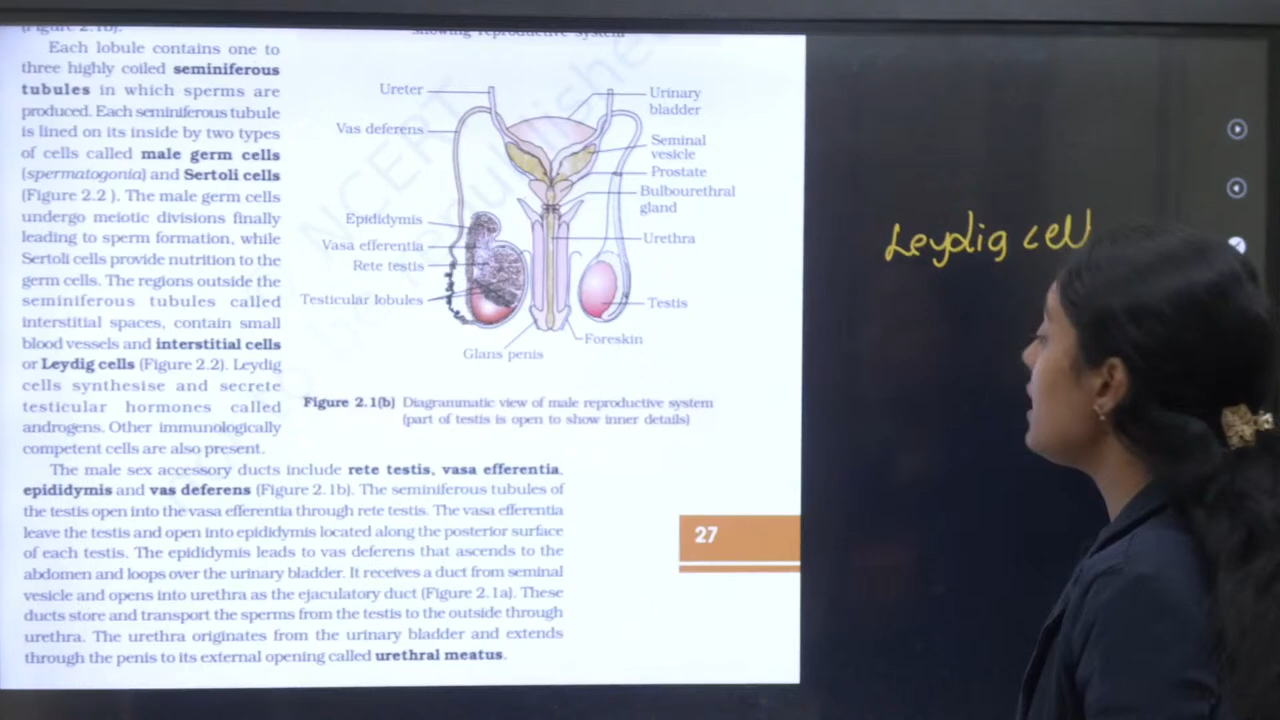 (Figure 2.1b).
showing reproductive system
Each lobule contains one to
three highly coiled seminiferous
tubules in which sperms are
produced. Each seminiferous tubule
is lined on its inside by two types
of cells called male germ cells
(spermatogonia) and Sertoli cells
(Figure 2.2 ). The male germ cells
undergo meiotic divisions finally
leading to sperm formation, while
Sertoli cells provide nutrition to the
germ cells. The regions outside the
seminiferous tubules called
interstitial spaces, contain small
blood vessels and interstitial cells
or Leydig cells (Figure 2.2). Leydig
cells synthesise and secrete
testicular hormones called
androgens. Other immunologically
competent cells are also present.
Ureter
Vas deferens
Epididymis
Vasa efferentia
Rete testis
Testicular lobules
Glans penis
Urinary
bladder
Seminal
vesicle
Prostate
Bulbourethral
gland
Urethra
Testis
Foreskin
Figure 2.1(b) Diagrammatic view of male reproductive system
(part of testis is open to show inner details)
The male sex accessory ducts include rete testis, vasa efferentia,
epididymis and vas deferens (Figure 2.1b). The seminiferous tubules of
the testis open into the vasa efferentia through rete testis. The vasa efferentia
leave the testis and open into epididymis located along the posterior surface
of each testis. The epididymis leads to vas deferens that ascends to the
abdomen and loops over the urinary bladder. It receives a duct from seminal
vesicle and opens into urethra as the ejaculatory duct (Figure 2.1a). These
ducts store and transport the sperms from the testis to the outside through
urethra. The urethra originates from the urinary bladder and extends
through the penis to its external opening called urethral meatus.
27
Leydig cell
NCERT